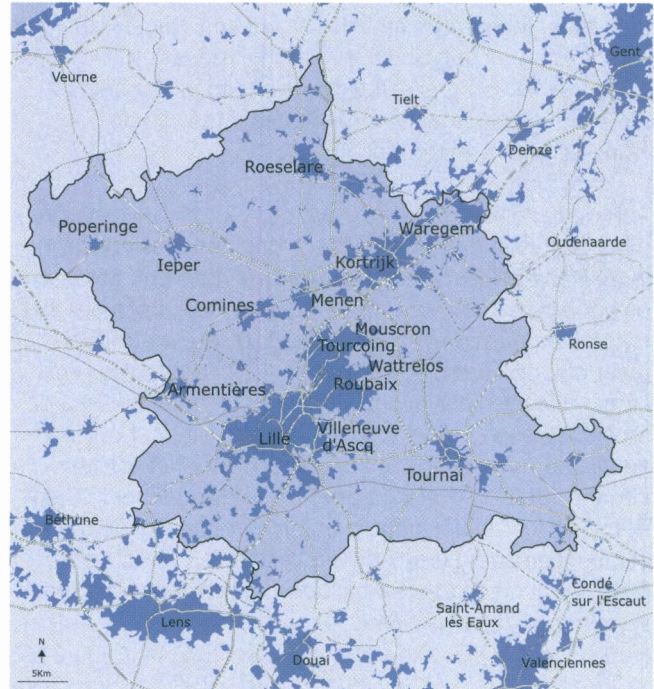 Gent
Veurne
Tielt
Deinze
Roeselare
Poperinge
Waregem
Oudenaarde
Ieper
Kortrijk
Comines
Menen
Mouscron
Tourcoing
Ronse
Wattrelos
Roubaix
Armentières
Lille
Villeneuve
d'Ascq
Tournai
Béthune
Condé
sur l'Escaut
Saint-Amand
les Eaux
Lens
Douai
Valenciennes
N
5Km